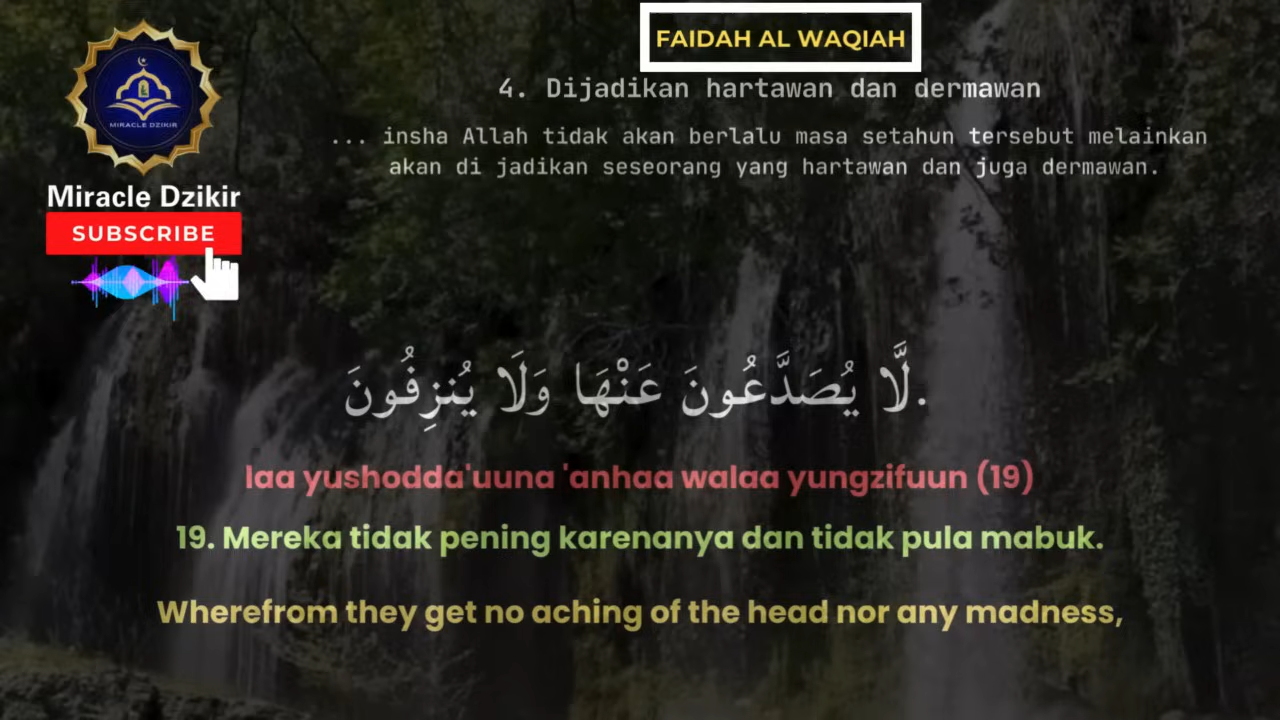 FAIDAH AL WAQIAH
4. Dijadikan hartawan dan dermawan
... insha Allah tidak akan berlalu masa setahun tersebut melainkan
akan di jadikan seseorang yang hartawan dan juga dermawan.
MIRACLE DZIKIR
Miracle Dzikir
SUBSCRIBE
لَّا يُصَدَّعُونَ عَنْهَا وَلَا يُنزِفُونَ.
laa yushodda'uuna 'anhaa walaa yungzifuun (19)
19. Mereka tidak pening karenanya dan tidak pula mabuk.
Wherefrom they get no aching of the head nor any madness,